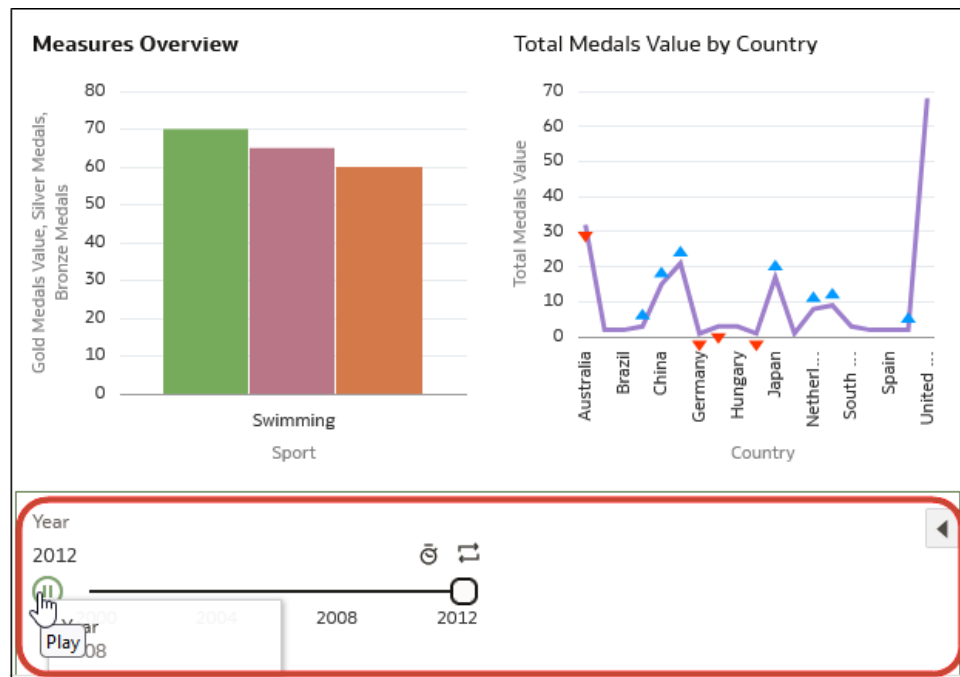 Measures Overview
Gold Medals Value, Silver Medals,
Bronze Medals
80
70
60
50
40
30
20
10
0
Swimming
Sport
Total Medals Value by Country
Total Medals Value
70
60
50
40
30
20
10
0
Australia
Brazil
China
Germany
Hungary
Japan
Netherl...
South ...
Spain
United ...
Country
Year
2012
2000 2004 2008 2012
Play